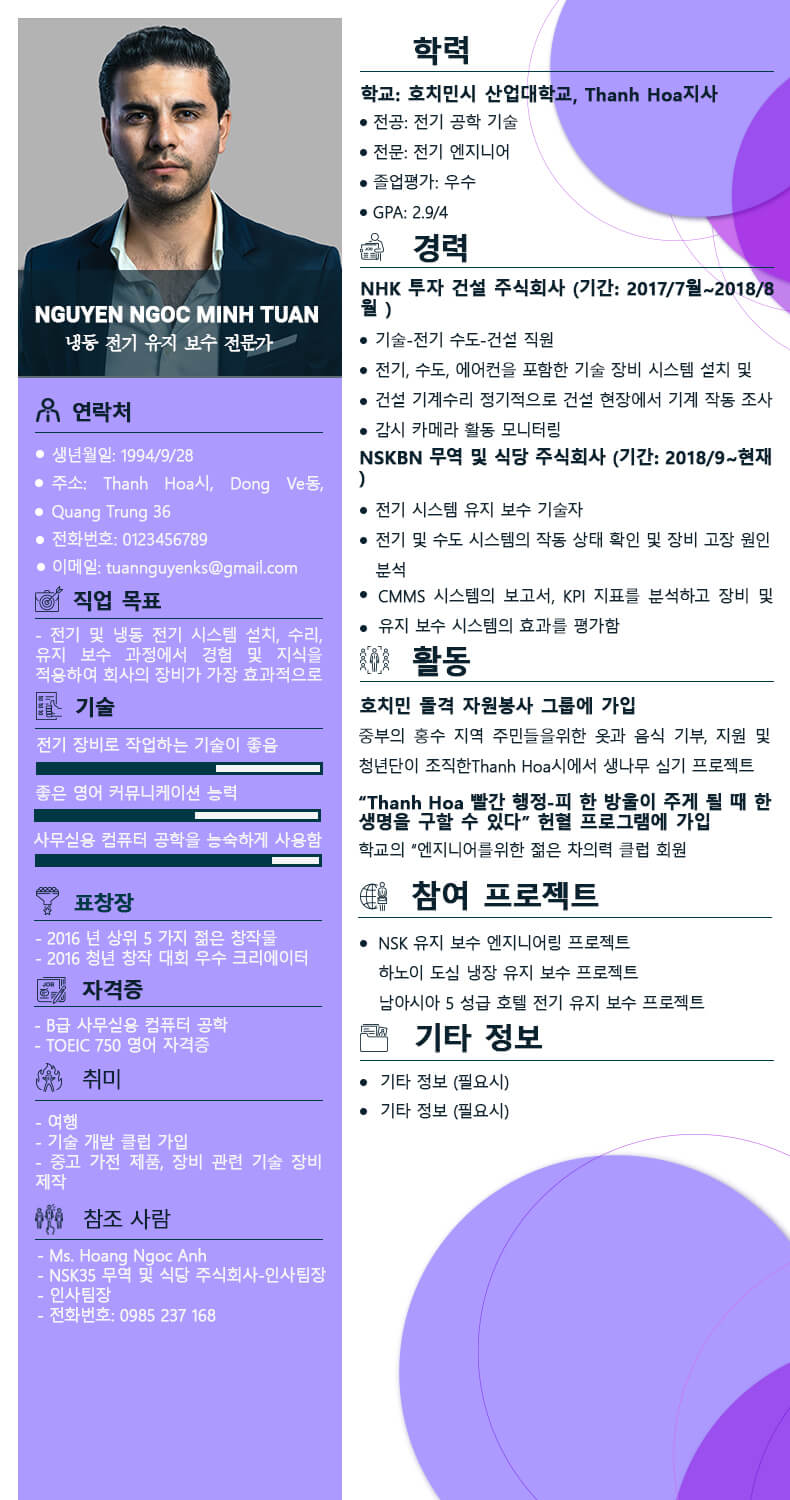 NGUYEN NGOC MINH TUAN
냉동 전기 유지 보수 전문가
연락처
생년월일: 1994/9/28
주소: Thanh Hoa시, Dong Ve동,
Quang Trung 36
전화번호: 0123456789
이메일: tuannguyenks@gmail.com
직업 목표
- 전기 및 냉동 전기 시스템 설치, 수리,
유지 보수 과정에서 경험 및 지식을
적용하여 회사의 장비가 가장 효과적으로
기술
전기 장비로 작업하는 기술이 좋음
좋은 영어 커뮤니케이션 능력
사무실용 컴퓨터 공학을 능숙하게 사용함
표창장
- 2016 년 상위 5 가지 젊은 창작물
- 2016 청년 창작 대회 우수 크리에이터
자격증
- B급 사무실용 컴퓨터 공학
- TOEIC 750 영어 자격증
취미
- 여행
- 기술 개발 클럽 가입
- 중고 가전 제품, 장비 관련 기술 장비
제작
참조 사람
- Ms. Hoang Ngoc Anh
- NSK35 무역 및 식당 주식회사-인사팀장
- 인사팀장
- 전화번호: 0985 237 168
학력
학교: 호치민시 산업대학교, Thanh Hoa지사
• 전공: 전기 공학 기술
• 전문: 전기 엔지니어
• 졸업평가: 우수
• GPA: 2.9/4
경력
NHK 투자 건설 주식회사 (기간: 2017/7월~2018/8
월 )
• 기술-전기 수도-건설 직원
• 전기, 수도, 에어컨을 포함한 기술 장비 시스템 설치 및
• 건설 기계수리 정기적으로 건설 현장에서 기계 작동 조사
• 감시 카메라 활동 모니터링
NSKBN 무역 및 식당 주식회사 (기간: 2018/9~현재
)
• 전기 시스템 유지 보수 기술자
• 전기 및 수도 시스템의 작동 상태 확인 및 장비 고장 원인
분석
• CMMS 시스템의 보고서, KPI 지표를 분석하고 장비 및
• 유지 보수 시스템의 효과를 평가함
활동
호치민 돌격 자원봉사 그룹에 가입
중부의 홍수 지역 주민들을위한 옷과 음식 기부, 지원 및
청년단이 조직한Thanh Hoa시에서 생나무 심기 프로젝트
“Thanh Hoa 빨간 행정-피 한 방울이 주게 될 때 한
생명을 구할 수 있다” 헌혈 프로그램에 가입
학교의 “엔지니어를위한 젊은 차의력 클럽 회원
참여 프로젝트
• NSK 유지 보수 엔지니어링 프로젝트
하노이 도심 냉장 유지 보수 프로젝트
남아시아 5 성급 호텔 전기 유지 보수 프로젝트
기타 정보
• 기타 정보 (필요시)
• 기타 정보 (필요시)